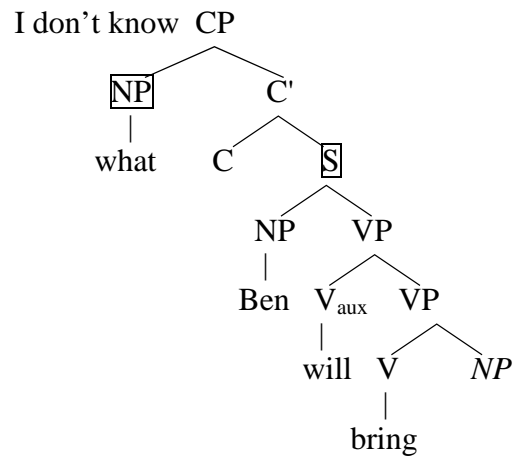 I don't know CP
NP C'
what C S
NP VP
Ben Vaux VP
will V NP
bring